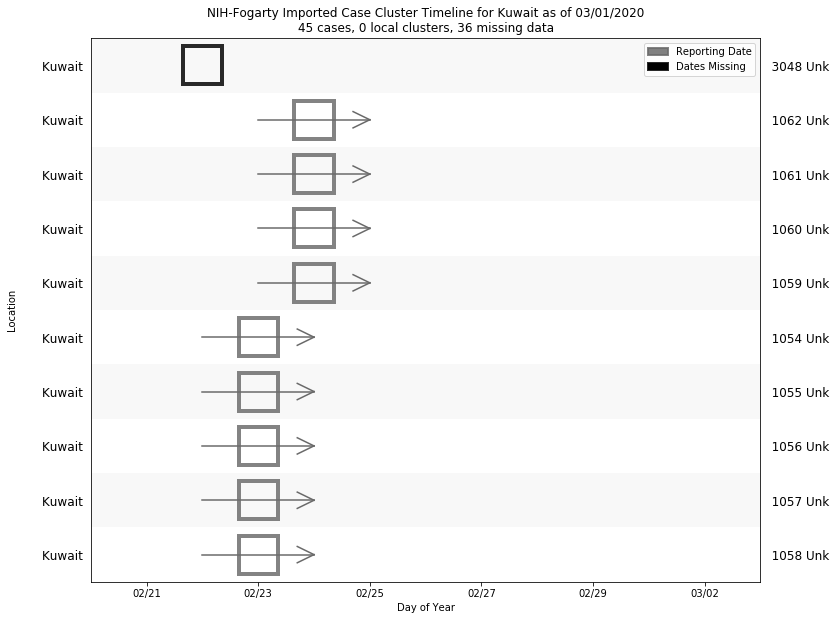 NIH-Fogarty Imported Case Cluster Timeline for Kuwait as of 03/01/2020
45 cases, 0 local clusters, 36 missing data
Reporting Date
Dates Missing
Kuwait 3048 Unk
Kuwait 1062 Unk
Kuwait 1061 Unk
Kuwait 1060 Unk
Kuwait 1059 Unk
Kuwait 1054 Unk
Kuwait 1055 Unk
Kuwait 1056 Unk
Kuwait 1057 Unk
Kuwait 1058 Unk
Location
02/21 02/23 02/25 02/27 02/29 03/02
Day of Year